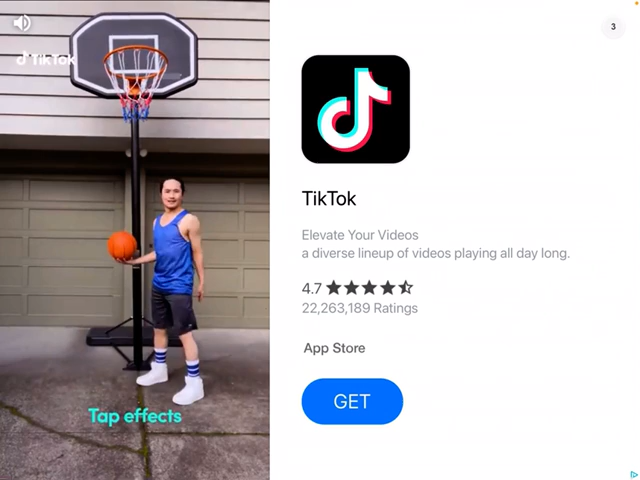 TikTok
Tap effects
3
TikTok
Elevate Your Videos
a diverse lineup of videos playing all day long.
4.7
22,263,189 Ratings
App Store
GET